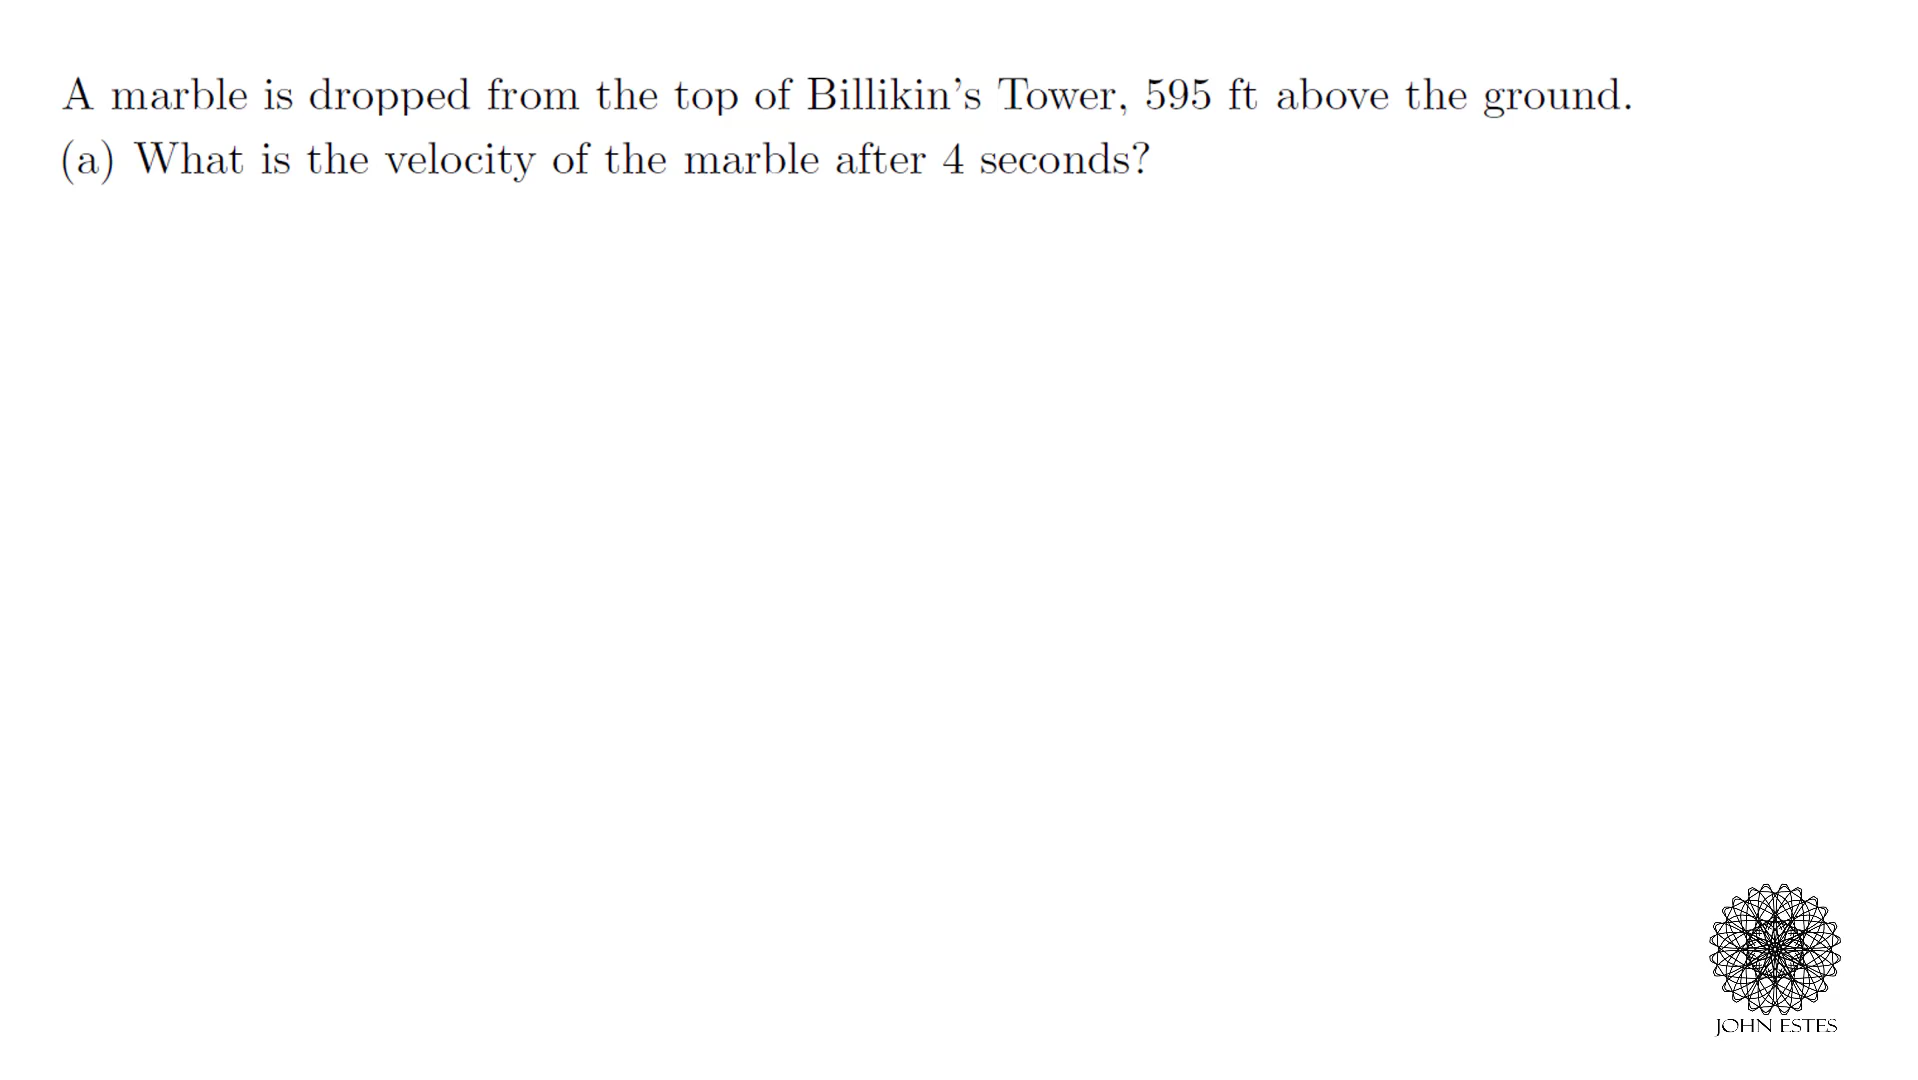 A marble is dropped from the top of Billikin's Tower, 595 ft above the ground.
(a) What is the velocity of the marble after 4 seconds?
JOHN ESTES